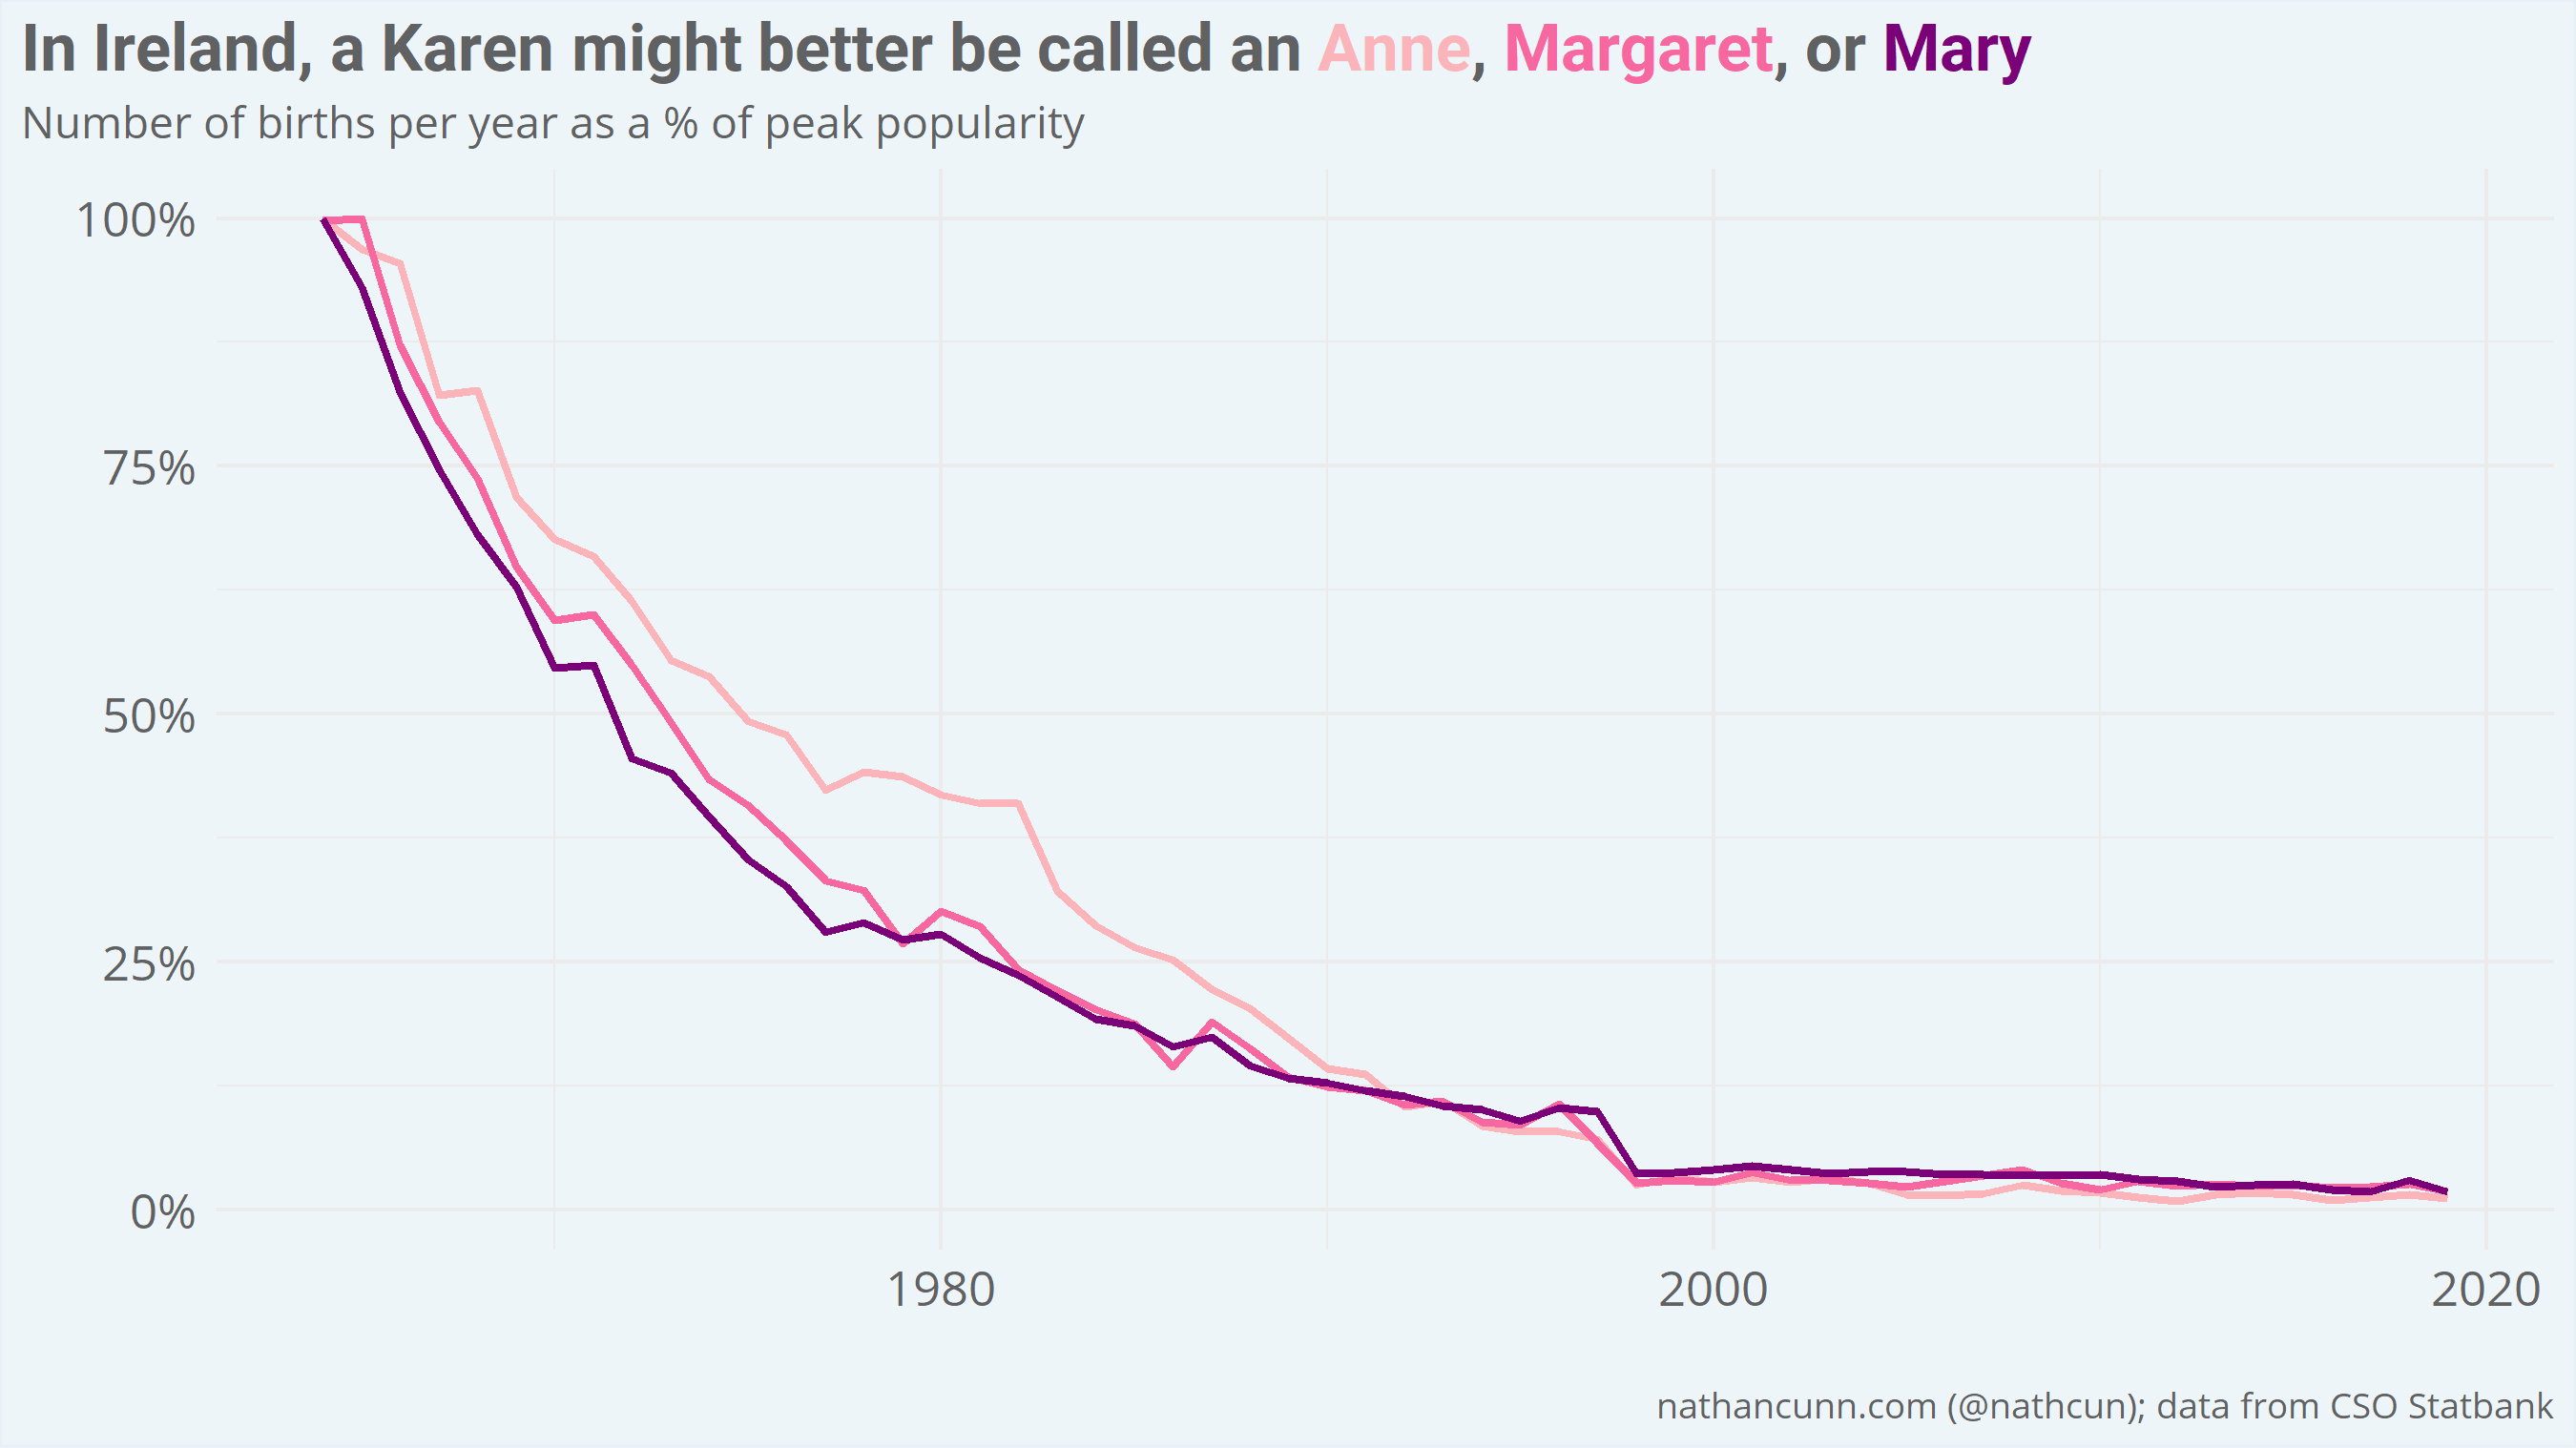 In Ireland, a Karen might better be called an Anne, Margaret, or Mary
Number of births per year as a % of peak popularity
100%
75%
50%
25%
0%
1980 2000 2020
nathancunn.com (@nathcun); data from CSO Statbank